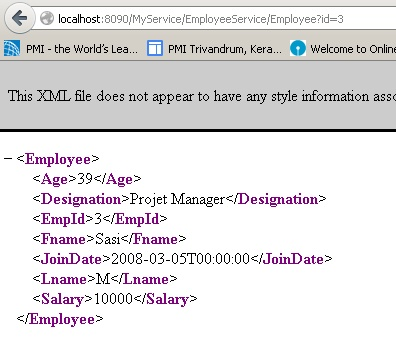 localhost:8090/MyService/EmployeeService/Employee?id=3
PMI - the World's Lea... PMI Trivandrum, Kera... Welcome to Online
This XML file does not appear to have any style information asso
− <Employee>
<Age>39</Age>
<Designation>Projet Manager</Designation>
<EmpId>3</EmpId>
<Fname>Sasi</Fname>
<JoinDate>2008-03-05T00:00:00</JoinDate>
<Lname>M</Lname>
<Salary>10000</Salary>
</Employee>